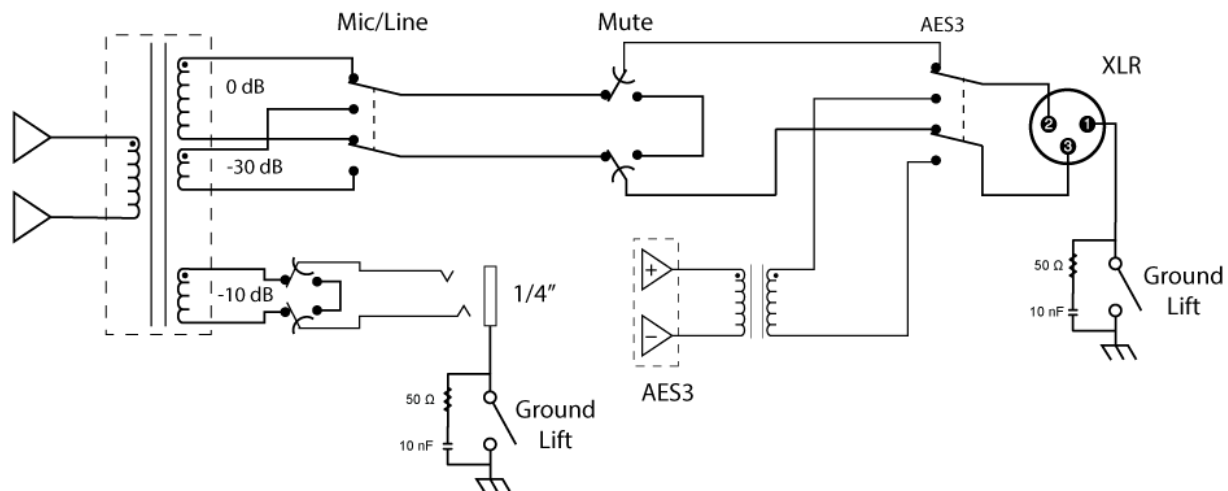 Mic/Line
Mute
AES3
XLR
0 dB
-30 dB
2
1
3
-10 dB
1/4"
+
−
AES3
50 Ω
10 nF
Ground
Lift
50 Ω
10 nF
Ground
Lift